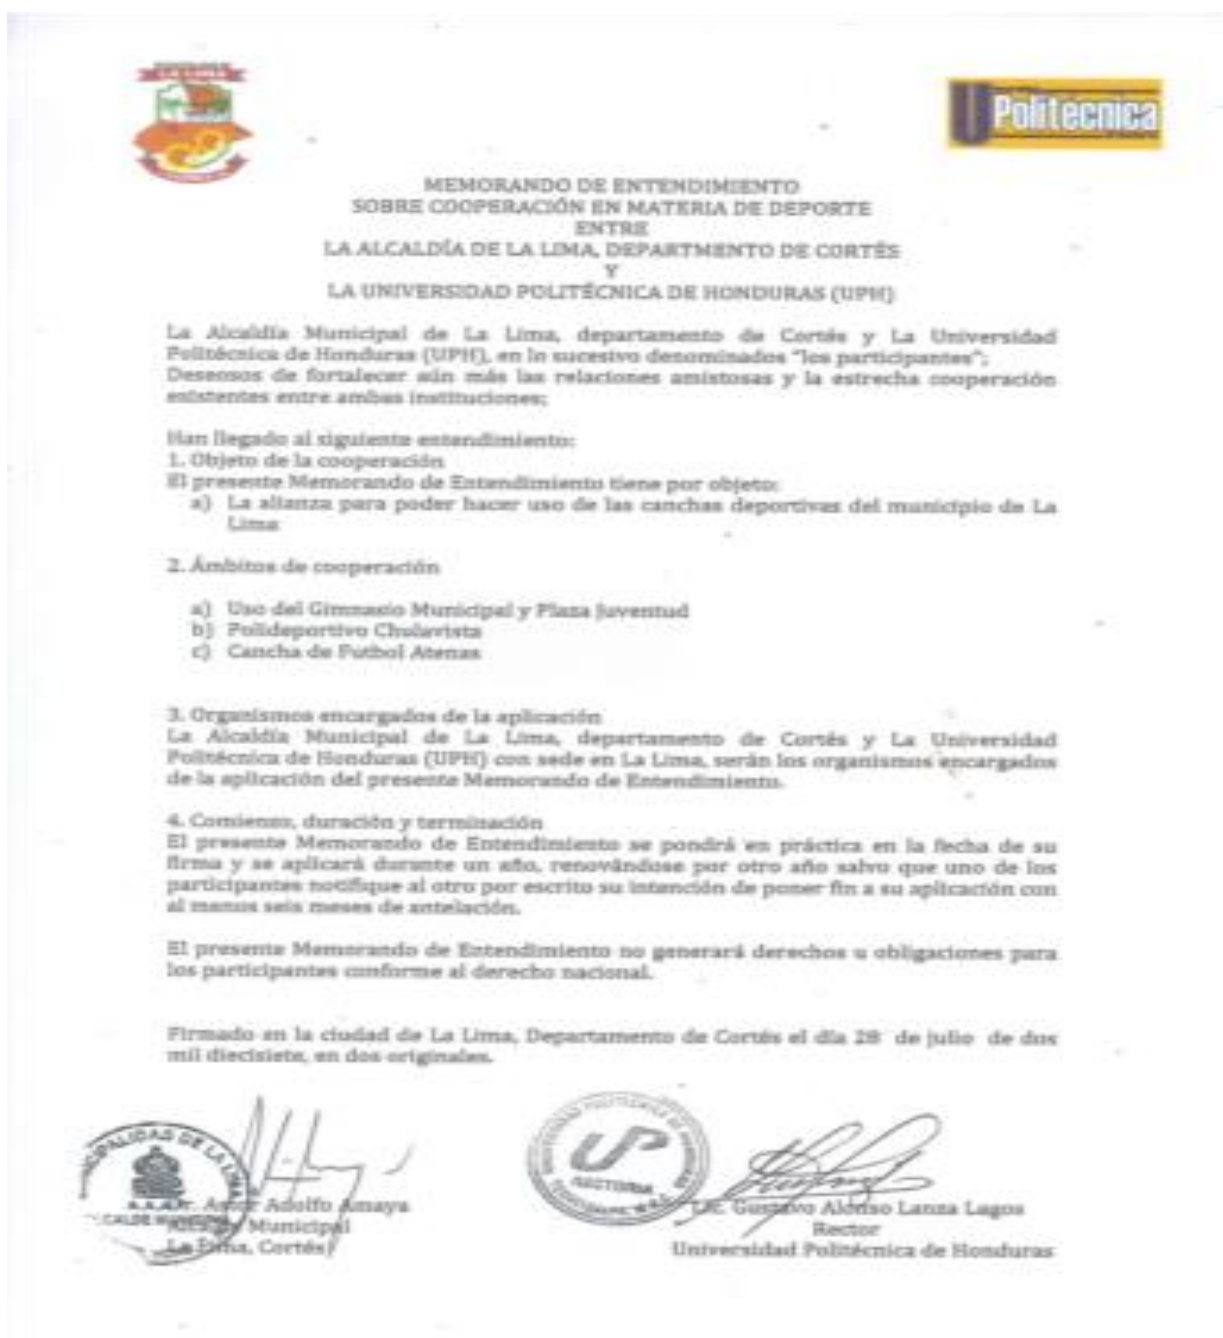 LA LIMA
UPolitécnica
MEMORANDO DE ENTENDIMIENTO
SOBRE COOPERACIÓN EN MATERIA DE DEPORTE
ENTRE
LA ALCALDÍA DE LA LIMA, DEPARTMENTO DE CORTÉS
Y
LA UNIVERSIDAD POLITÉCNICA DE HONDURAS (UPH)
La Alcaldía Municipal de La Lima, departamento de Cortés y La Universidad
Politécnica de Honduras (UPH), en lo sucesivo denominados "los participantes";
Deseosos de fortalecer aún más las relaciones amistosas y la estrecha cooperación
existentes entre ambas instituciones;
Han llegado al siguiente entendimiento:
1. Objeto de la cooperación
El presente Memorando de Entendimiento tiene por objeto:
a) La alianza para poder hacer uso de las canchas deportivas del municipio de La
Lima
2. Ámbitos de cooperación
a) Uso del Gimnasio Municipal y Plaza Juventud
b) Polideportivo Chulavista
c) Cancha de Futbol Atenas
3. Organismos encargados de la aplicación
La Alcaldía Municipal de La Lima, departamento de Cortés y La Universidad
Politécnica de Honduras (UPH) con sede en La Lima, serán los organismos encargados
de la aplicación del presente Memorando de Entendimiento.
4. Comienzo, duración y terminación
El presente Memorando de Entendimiento se pondrá en práctica en la fecha de su
firma y se aplicará durante un año, renovándose por otro año salvo que uno de los
participantes notifique al otro por escrito su intención de poner fin a su aplicación con
al menos seis meses de antelación.
El presente Memorando de Entendimiento no generará derechos u obligaciones para
los participantes conforme al derecho nacional.
Firmado en la ciudad de La Lima, Departamento de Cortés el día 28 de julio de dos
mil diecisiete, en dos originales.
UNIVERSIDAD POLITECNICA DE HONDURAS
UP
RECTORIA
Adolfo Amaya
Municipal
La Lima, Cortés
Lic. Gustavo Alonso Lanza Lagos
Rector
Universidad Politécnica de Honduras